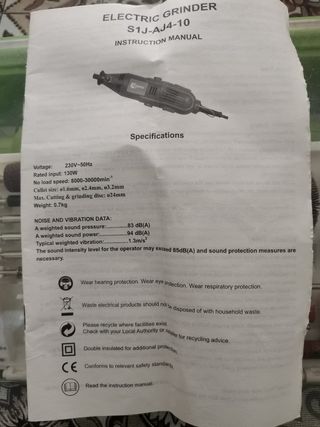 ELECTRIC GRINDER
S1J-AJ4-10
INSTRUCTION MANUAL
Specifications
Voltage: 230V~50Hz
Rated input: 130W
No load speed: 8000-30000min-1
Collet size: ø1.6mm, ø2.4mm, ø3.2mm
Max. Cutting & grinding disc: ø24mm
Weight: 0.7kg
NOISE AND VIBRATION DATA:
A weighted sound pressure:..............83 dB(A)
A weighted sound power:..............94 dB(A)
Typical weighted vibration:..............1.3m/s²
The sound intensity level for the operator may exceed 85dB(A) and sound protection measures are
necessary.
Wear hearing protection. Wear eye protection. Wear respiratory protection.
Waste electrical products should not be disposed of with household waste.
Please recycle where facilities exist.
Check with your Local Authority or retailer for recycling advice.
Double insulated for additional protection.
CE Conforms to relevant safety standards.
Read the instruction manual.